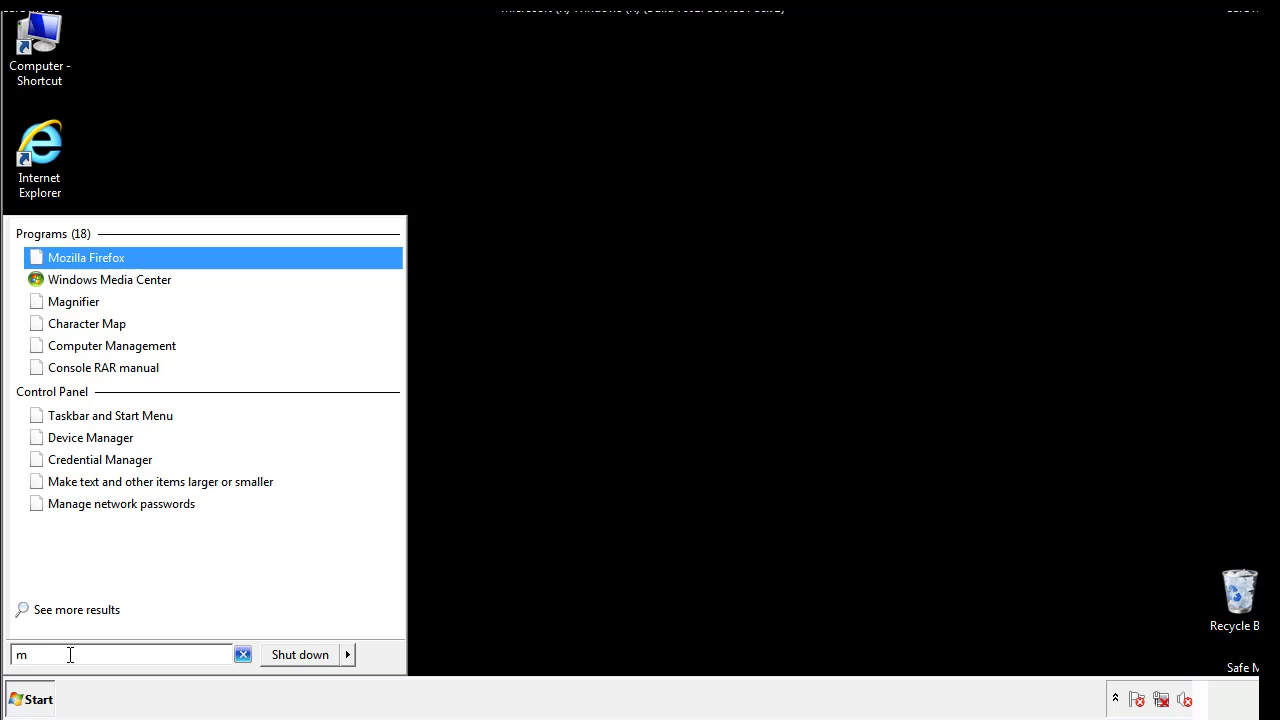 Computer -
Shortcut
Internet
Explorer
Programs (18)
Mozilla Firefox
Windows Media Center
Magnifier
Character Map
Computer Management
Console RAR manual
Control Panel
Taskbar and Start Menu
Device Manager
Credential Manager
Make text and other items larger or smaller
Manage network passwords
See more results
m
Shut down
Recycle B
Safe M
Start